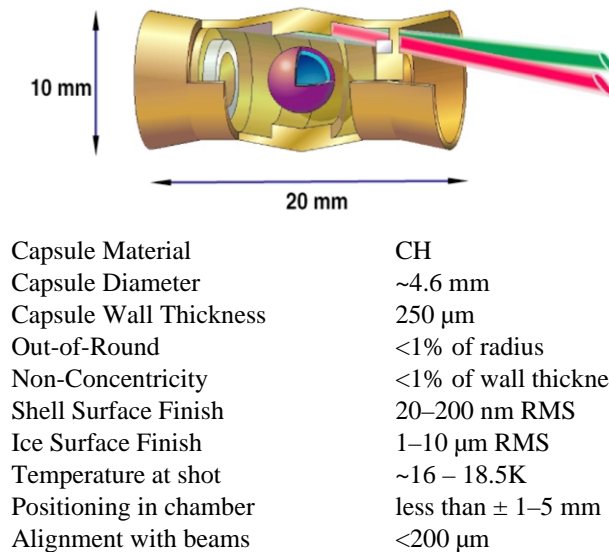 10 mm
20 mm
Capsule Material CH
Capsule Diameter ~4.6 mm
Capsule Wall Thickness 250 µm
Out-of-Round <1% of radius
Non-Concentricity <1% of wall thickne
Shell Surface Finish 20–200 nm RMS
Ice Surface Finish 1–10 µm RMS
Temperature at shot ~16 – 18.5K
Positioning in chamber less than ± 1–5 mm
Alignment with beams <200 µm